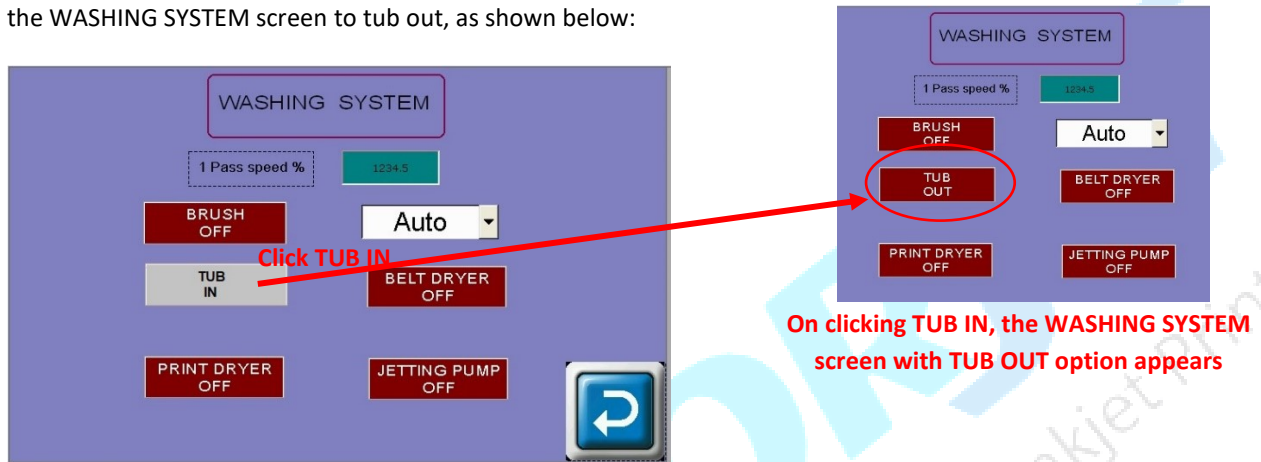 the WASHING SYSTEM screen to tub out, as shown below:
WASHING SYSTEM
1 Pass speed %
1234.5
BRUSH
OFF
Auto
Click TUB IN
TUB
IN
BELT DRYER
OFF
PRINT DRYER
OFF
JETTING PUMP
OFF
WASHING SYSTEM
1 Pass speed %
1234.5
BRUSH
OFF
Auto
TUB
OUT
BELT DRYER
OFF
PRINT DRYER
OFF
JETTING PUMP
OFF
On clicking TUB IN, the WASHING SYSTEM
screen with TUB OUT option appears